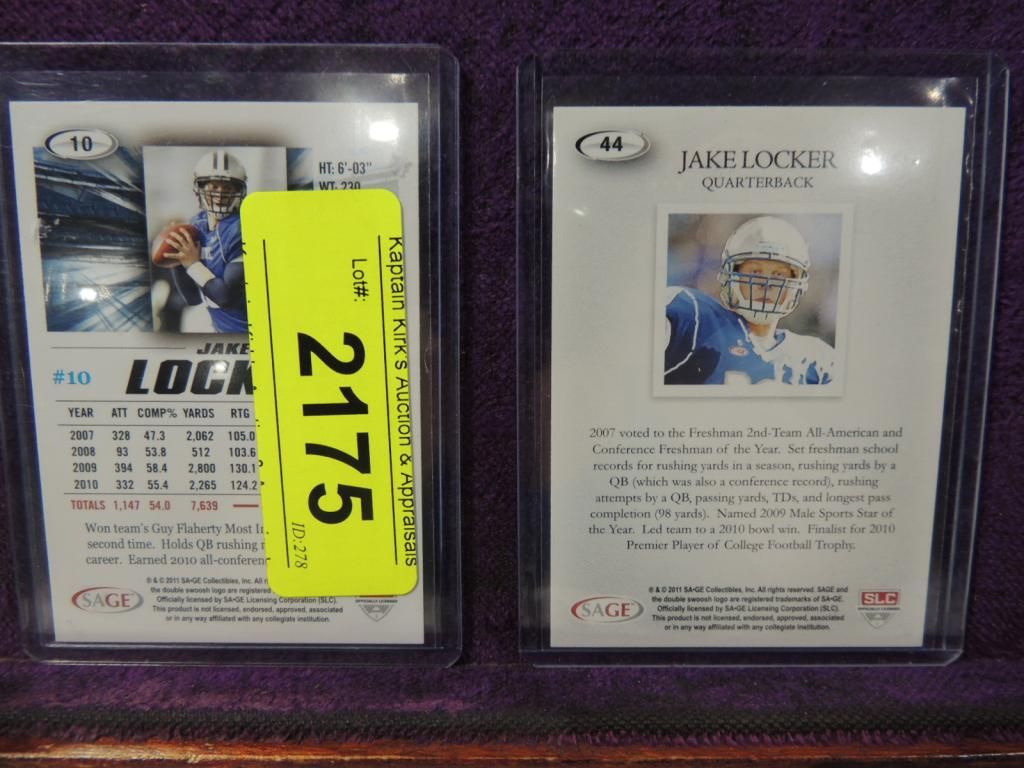 10
HT: 6'-03"
WT: 230
JAKE
#10 LOCK
YEAR ATT COMP% YARDS RTG
2007 328 47.3 2,062 105.0
2008 93 53.8 512 103.6
2009 394 58.4 2,800 130.1
2010 332 55.4 2,265 124.2
TOTALS 1,147 54.0 7,639 —
Won team's Guy Flaherty Most In
second time. Holds QB rushing
career. Earned 2010 all-conferen
SAGE
® & © 2011 SA•GE Collectibles, Inc. All
the double swoosh logo are registered trademarks of SA•GE.
Officially licensed by SA•GE Licensing Corporation (SLC).
This product is not licensed, endorsed, approved, associated
or in any way affiliated with any collegiate institution.
OFFICIALLY LICENSED
Kaptain Kirk's Auction & Appraisals
Lot#:
2175
ID:278
44
JAKE LOCKER
QUARTERBACK
2007 voted to the Freshman 2nd-Team All-American and
Conference Freshman of the Year. Set freshman school
records for rushing yards in a season, rushing yards by a
QB (which was also a conference record), rushing
attempts by a QB, passing yards, TDs, and longest pass
completion (98 yards). Named 2009 Male Sports Star of
the Year. Led team to a 2010 bowl win. Finalist for 2010
Premier Player of College Football Trophy.
SAGE
® & © 2011 SA•GE Collectibles, Inc. All rights reserved. SAGE and
the double swoosh logo are registered trademarks of SA•GE.
Officially licensed by SA•GE Licensing Corporation (SLC).
This product is not licensed, endorsed, approved, associated
or in any way affiliated with any collegiate institution.
SLC
OFFICIALLY LICENSED